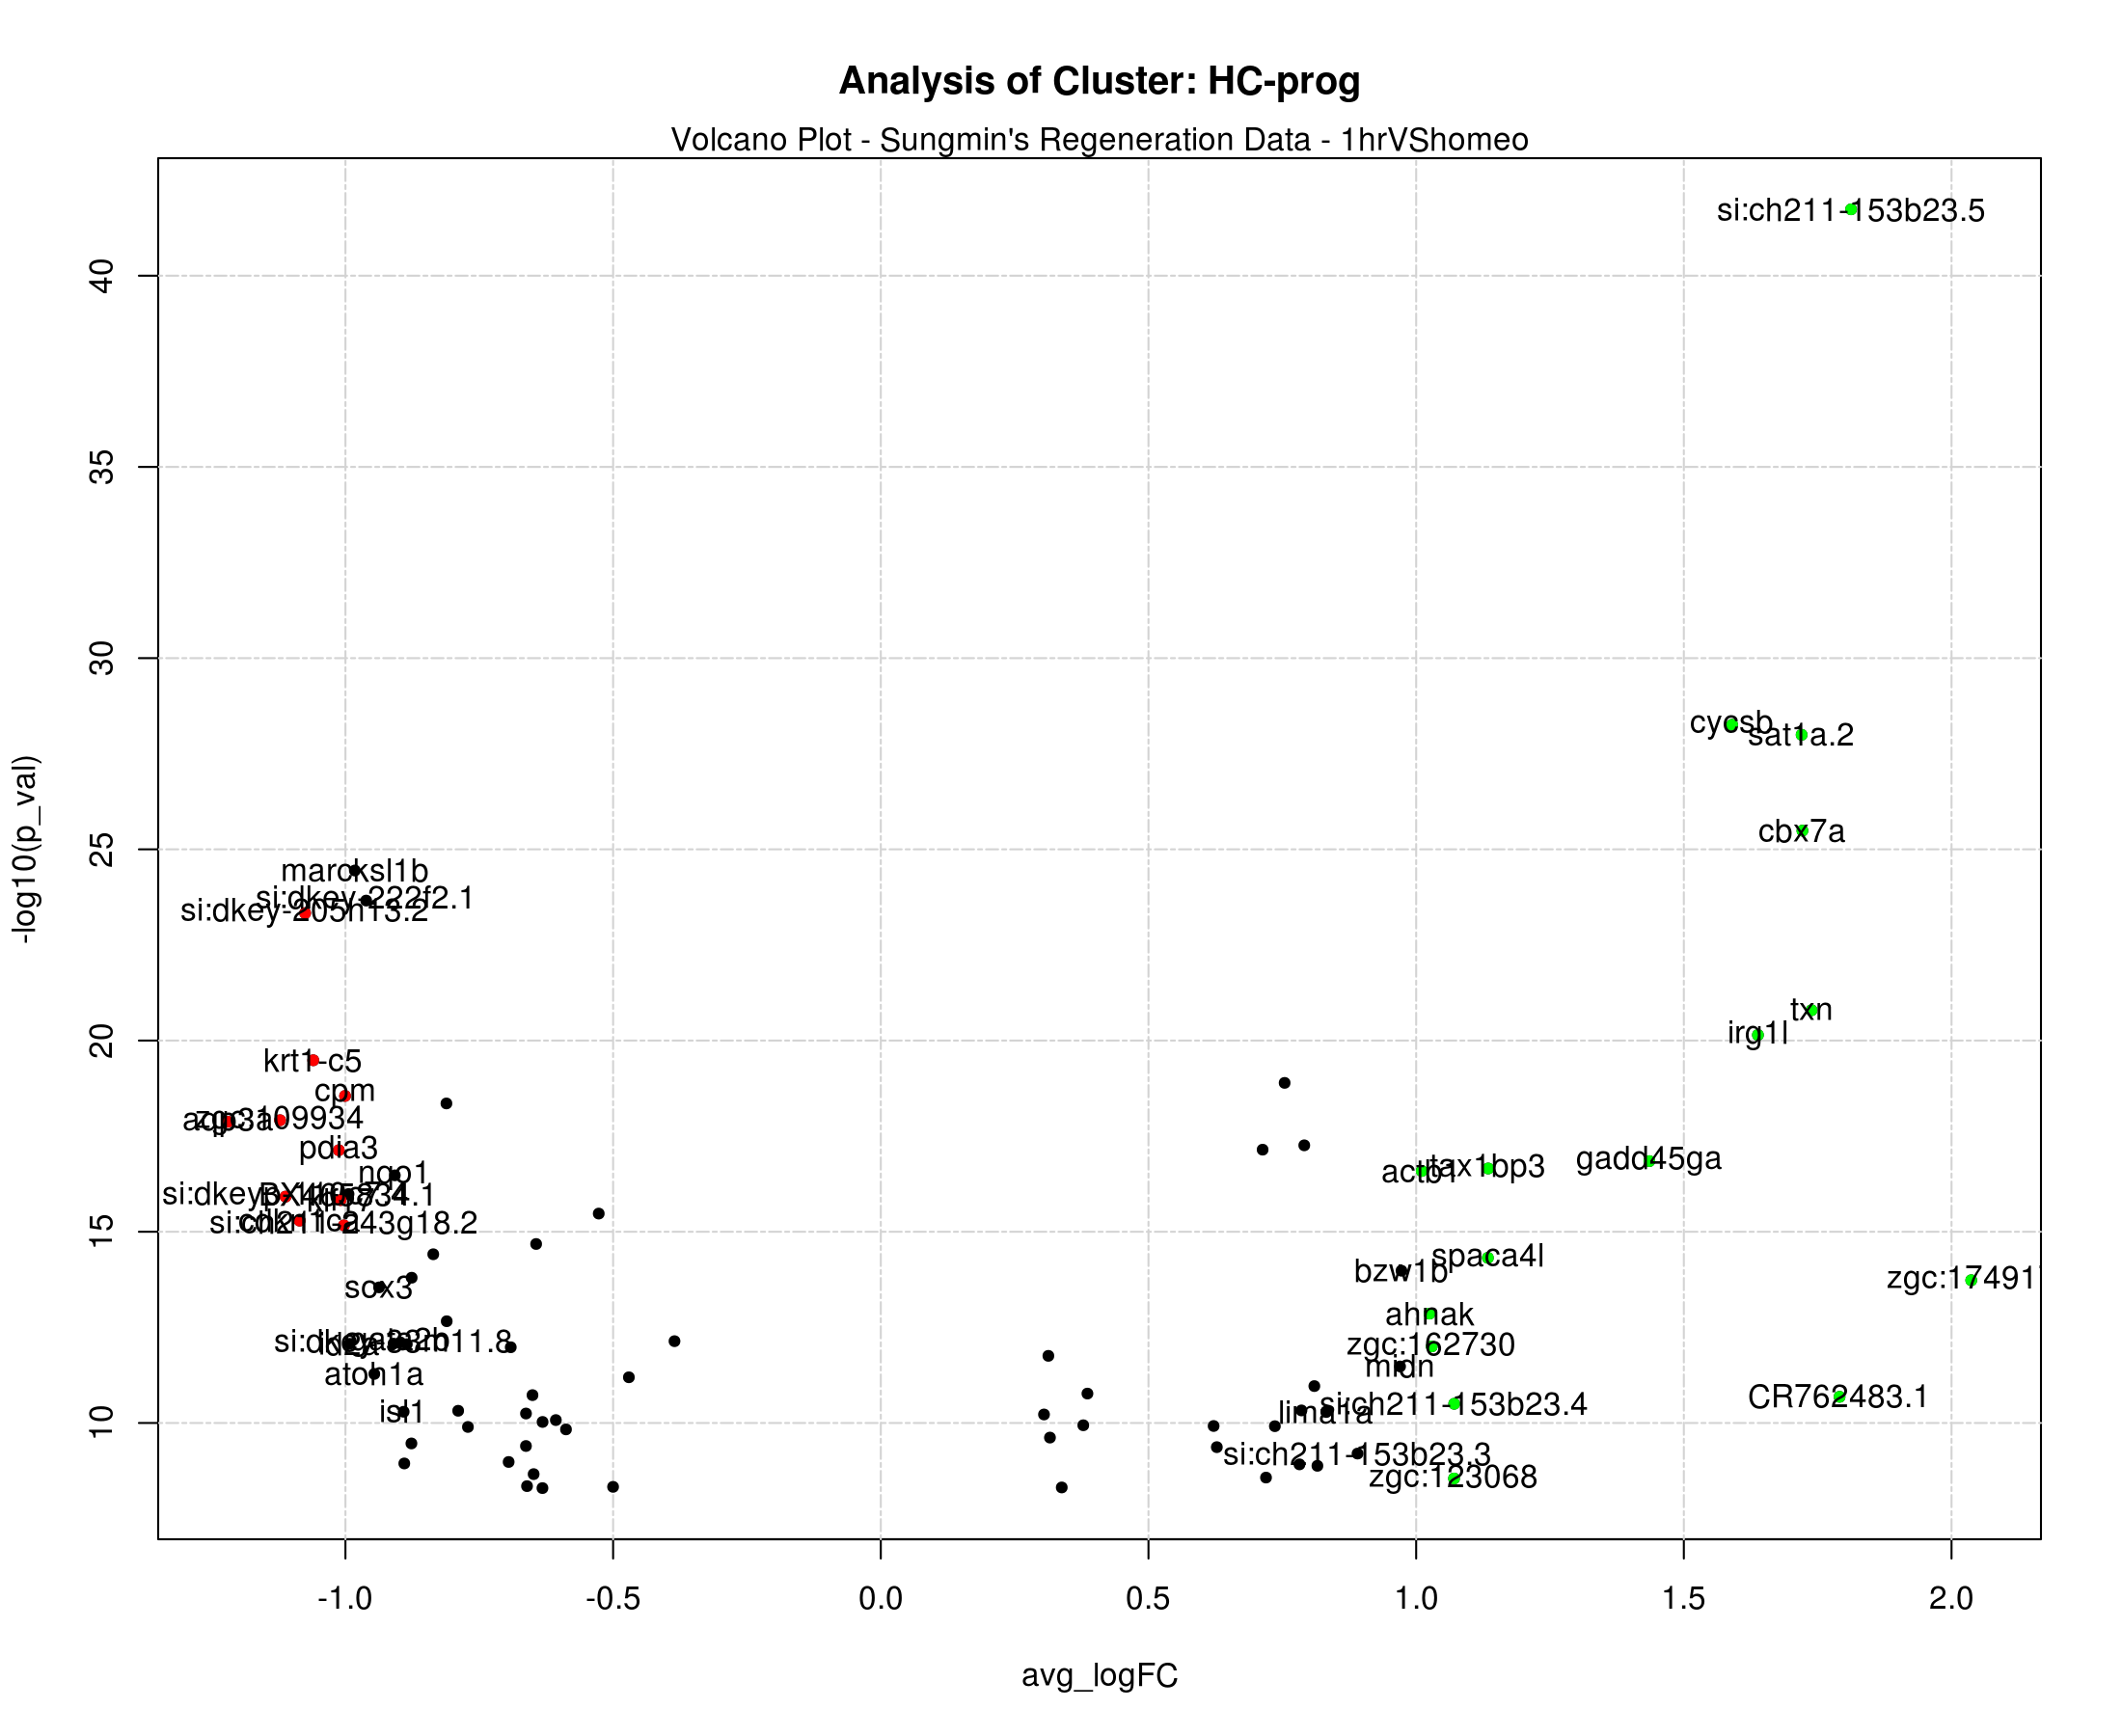 Analysis of Cluster: HC-prog
Volcano Plot - Sungmin's Regeneration Data - 1hrVShomeo
si:ch211-153b23.5
40
35
30
cycsb
sat1a.2
cbx7a
25
marcksl1b
si:dkey-222f2.1
si:dkey-205h13.2
txn
irg1l
20
krt1-c5
cpm
zgc:109934
aqp3a
pdia3
gadd45ga
tax1bp3
actb1
nqo1
si:ch211-243g18.2
15
spaca4l
bzw1b
zgc:17491
sox3
ahnak
zgc:162730
gata2b
midn
atoh1a
CR762483.1
si:ch211-153b23.4
lima1a
isl1
10
si:ch211-153b23.3
zgc:123068
-log10(p_val)
-1.0 -0.5 0.0 0.5 1.0 1.5 2.0
avg_logFC